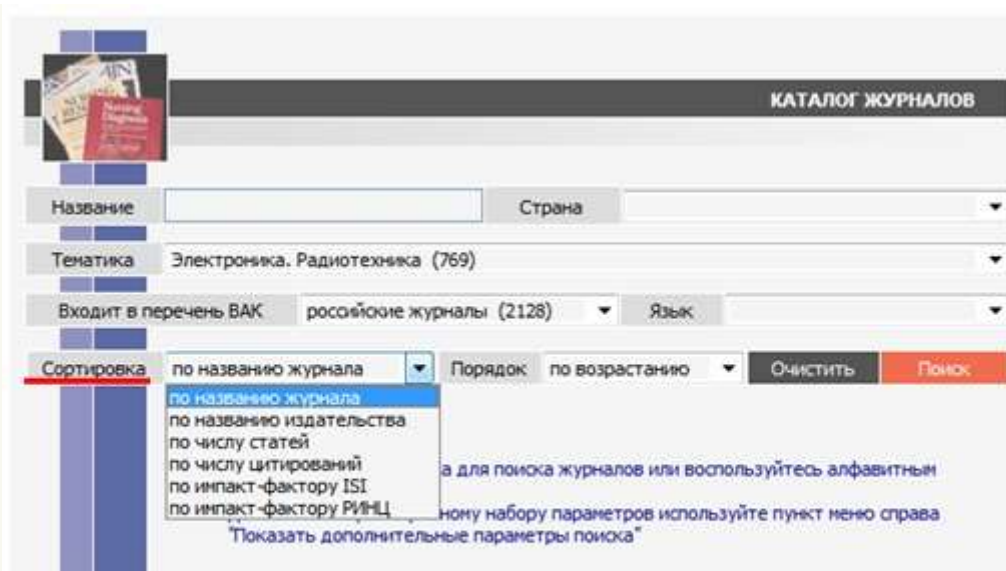 AJN
Nursing
Diagnosis
КАТАЛОГ ЖУРНАЛОВ
Название Страна
Тематика Электроника. Радиотехника (769)
Входит в перечень ВАК российские журналы (2128) Язык
Сортировка по названию журнала Порядок по возрастанию Очистить Поиск
по названию журнала
по названию издательства
по числу статей
по числу цитирований
а для поиска журналов или воспользуйтесь алфавитным
по импакт-фактору ISI
по импакт-фактору РИНЦ
ному набору параметров используйте пункт меню справа
"Показать дополнительные параметры поиска"